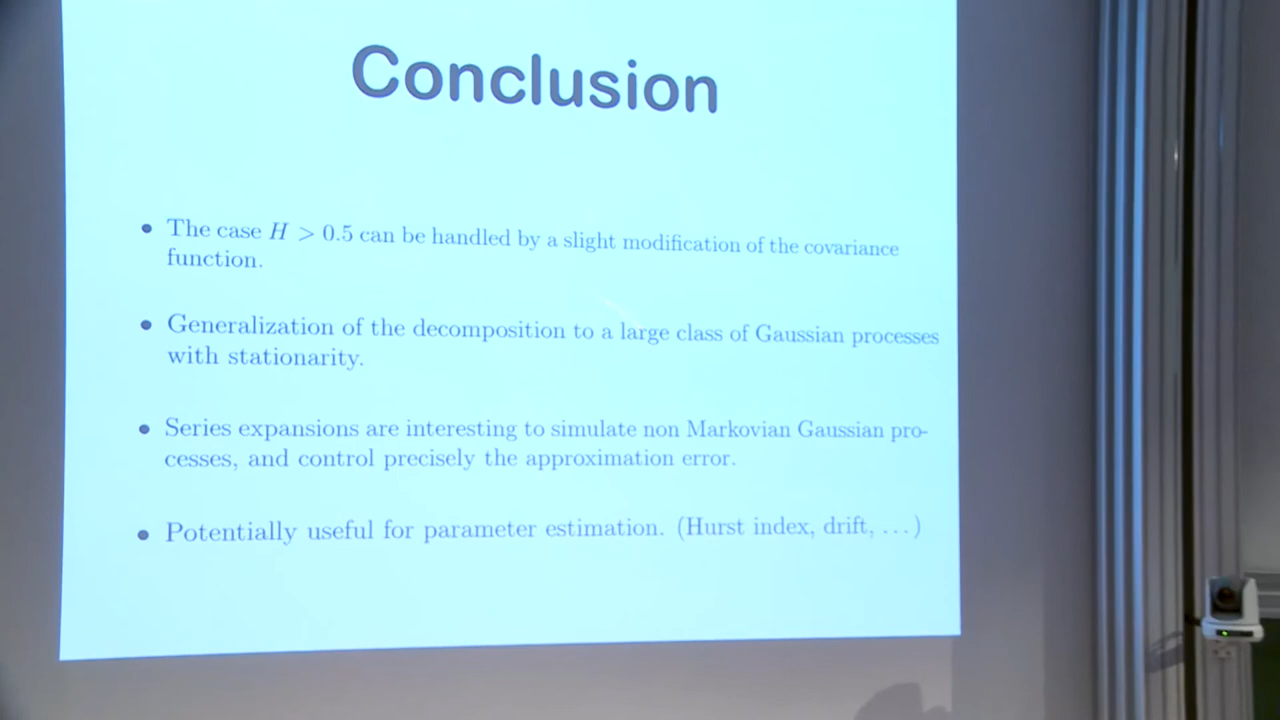 Conclusion
• The case H > 0.5 can be handled by a slight modification of the covariance
function.
• Generalization of the decomposition to a large class of Gaussian processes
with stationarity.
• Series expansions are interesting to simulate non Markovian Gaussian pro-
cesses, and control precisely the approximation error.
• Potentially useful for parameter estimation. (Hurst index, drift, ...)